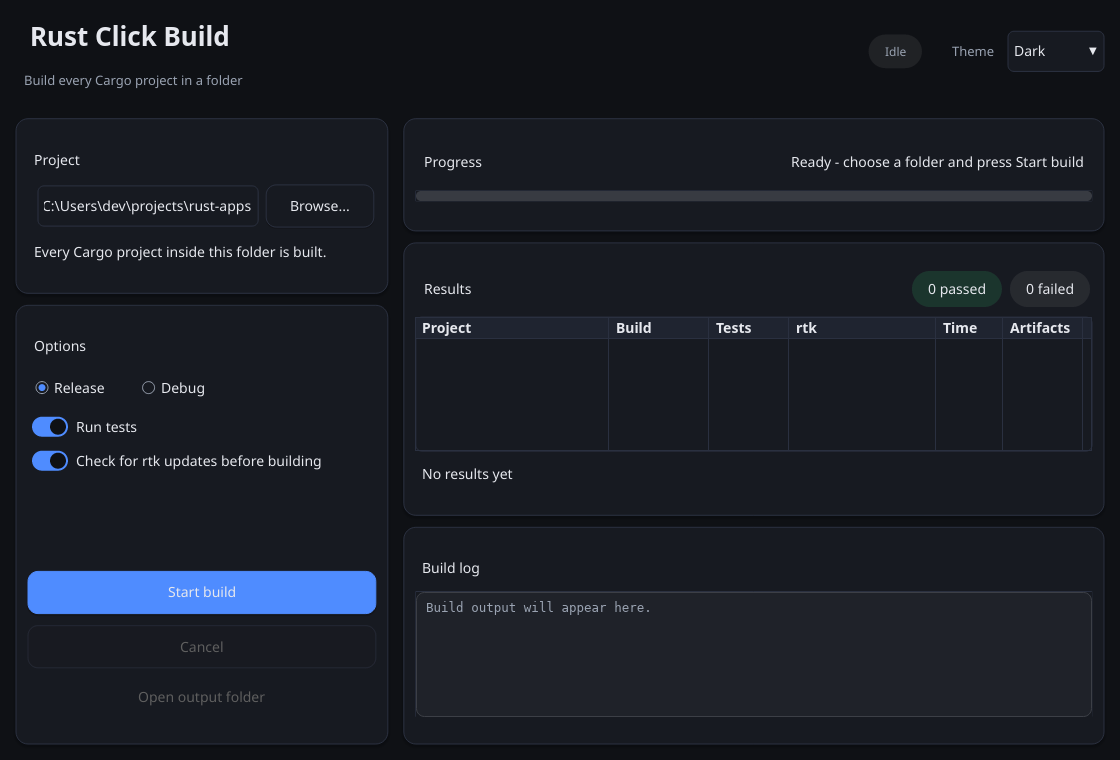 Rust Click Build
Build every Cargo project in a folder
Idle
Theme
Dark
Project
C:\Users\dev\projects\rust-apps
Browse...
Every Cargo project inside this folder is built.
Options
Release
Debug
Run tests
Check for rtk updates before building
Start build
Cancel
Open output folder
Progress
Ready - choose a folder and press Start build
Results
0 passed
0 failed
Project
Build
Tests
rtk
Time
Artifacts
No results yet
Build log
Build output will appear here.